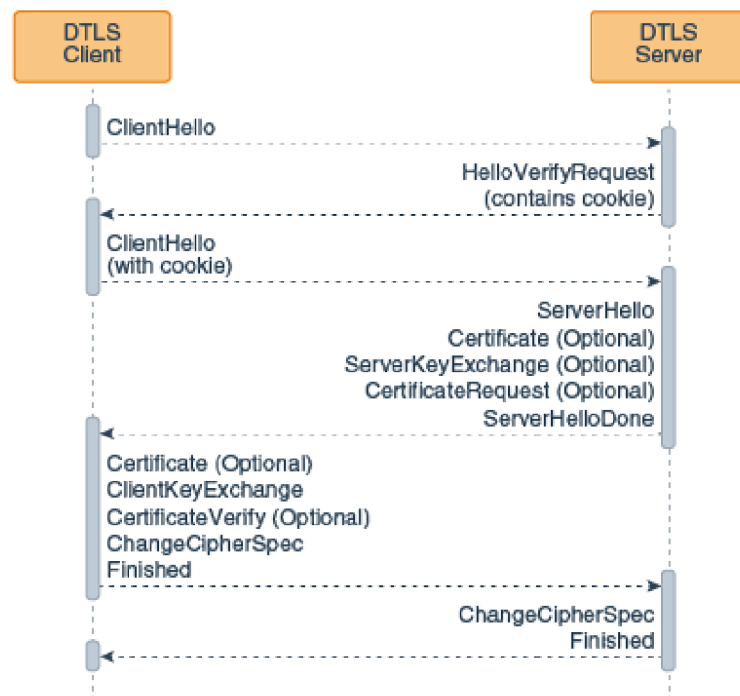 DTLS
Client
DTLS
Server
ClientHello
HelloVerifyRequest
(contains cookie)
ClientHello
(with cookie)
ServerHello
Certificate (Optional)
ServerKeyExchange (Optional)
CertificateRequest (Optional)
ServerHelloDone
Certificate (Optional)
ClientKeyExchange
CertificateVerify (Optional)
ChangeCipherSpec
Finished
ChangeCipherSpec
Finished